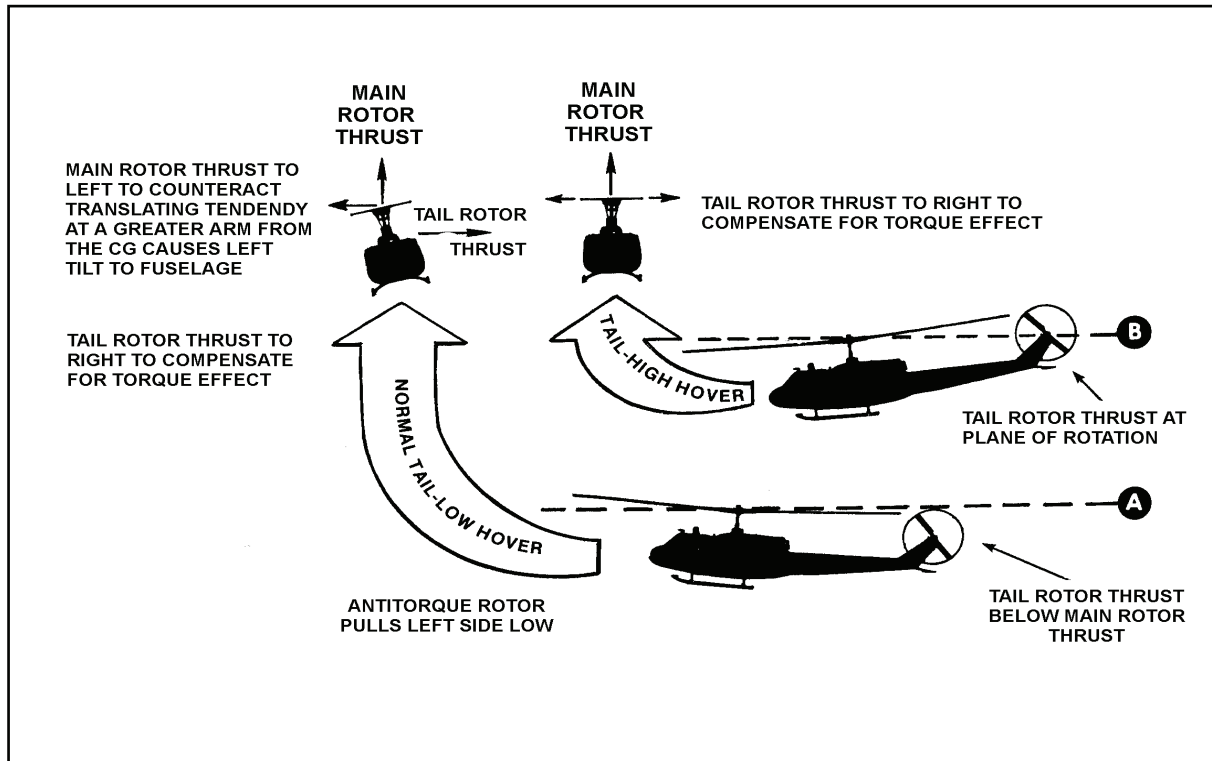 MAIN
ROTOR
THRUST
MAIN
ROTOR
THRUST
MAIN ROTOR THRUST TO
LEFT TO COUNTERACT
TRANSLATING TENDENDY
AT A GREATER ARM FROM
THE CG CAUSES LEFT
TILT TO FUSELAGE
TAIL ROTOR
THRUST
TAIL ROTOR THRUST TO RIGHT TO
COMPENSATE FOR TORQUE EFFECT
TAIL ROTOR THRUST TO
RIGHT TO COMPENSATE
FOR TORQUE EFFECT
TAIL-HIGH HOVER
B
TAIL ROTOR THRUST AT
PLANE OF ROTATION
NORMAL TAIL-LOW HOVER
A
ANTITORQUE ROTOR
PULLS LEFT SIDE LOW
TAIL ROTOR THRUST
BELOW MAIN ROTOR
THRUST